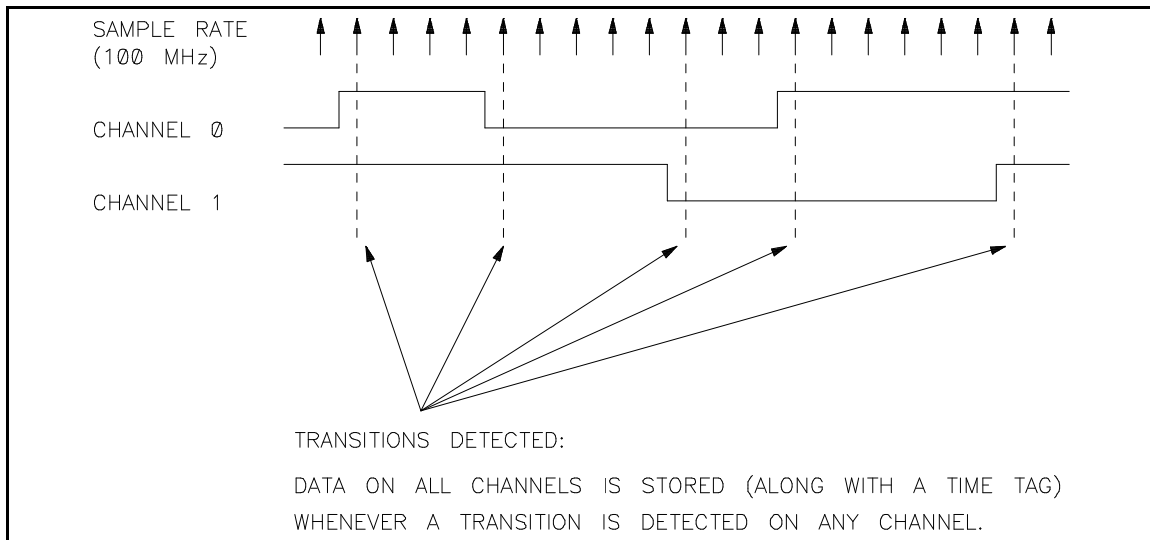 SAMPLE RATE
(100 MHz)
CHANNEL 0
CHANNEL 1
TRANSITIONS DETECTED:
DATA ON ALL CHANNELS IS STORED (ALONG WITH A TIME TAG)
WHENEVER A TRANSITION IS DETECTED ON ANY CHANNEL.